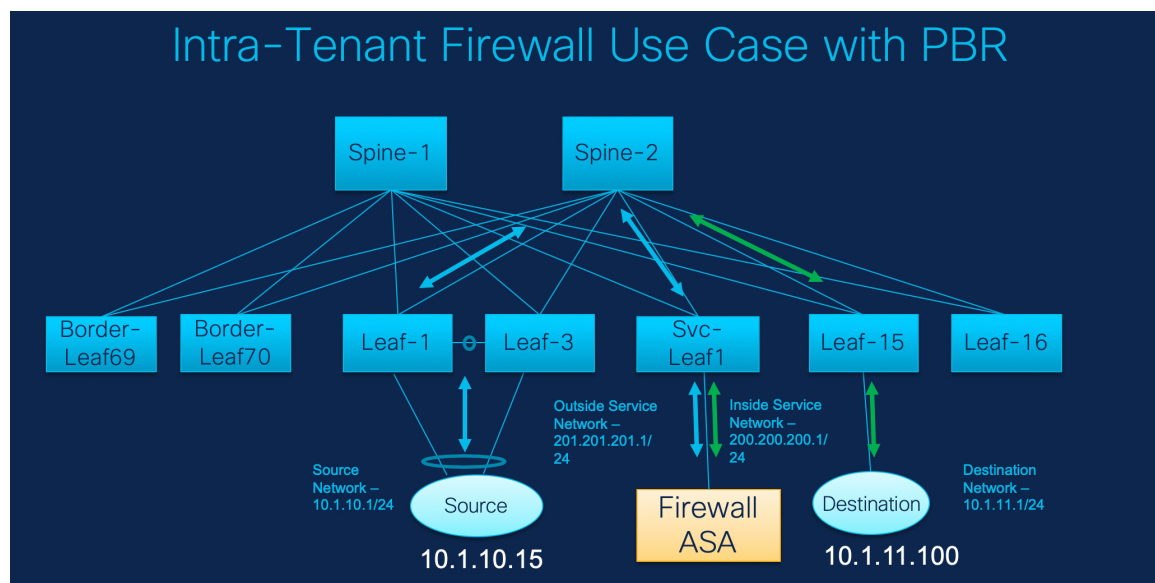 Intra-Tenant Firewall Use Case with PBR
Spine-1
Spine-2
Border-
Leaf69
Border-
Leaf70
Leaf-1
Leaf-3
Svc-
Leaf1
Leaf-15
Leaf-16
Outside Service
Network –
201.201.201.1/
24
Inside Service
Network –
200.200.200.1/
24
Source
Network –
10.1.10.1/24
Destination
Network –
10.1.11.1/24
Source
Firewall
ASA
Destination
10.1.10.15
10.1.11.100